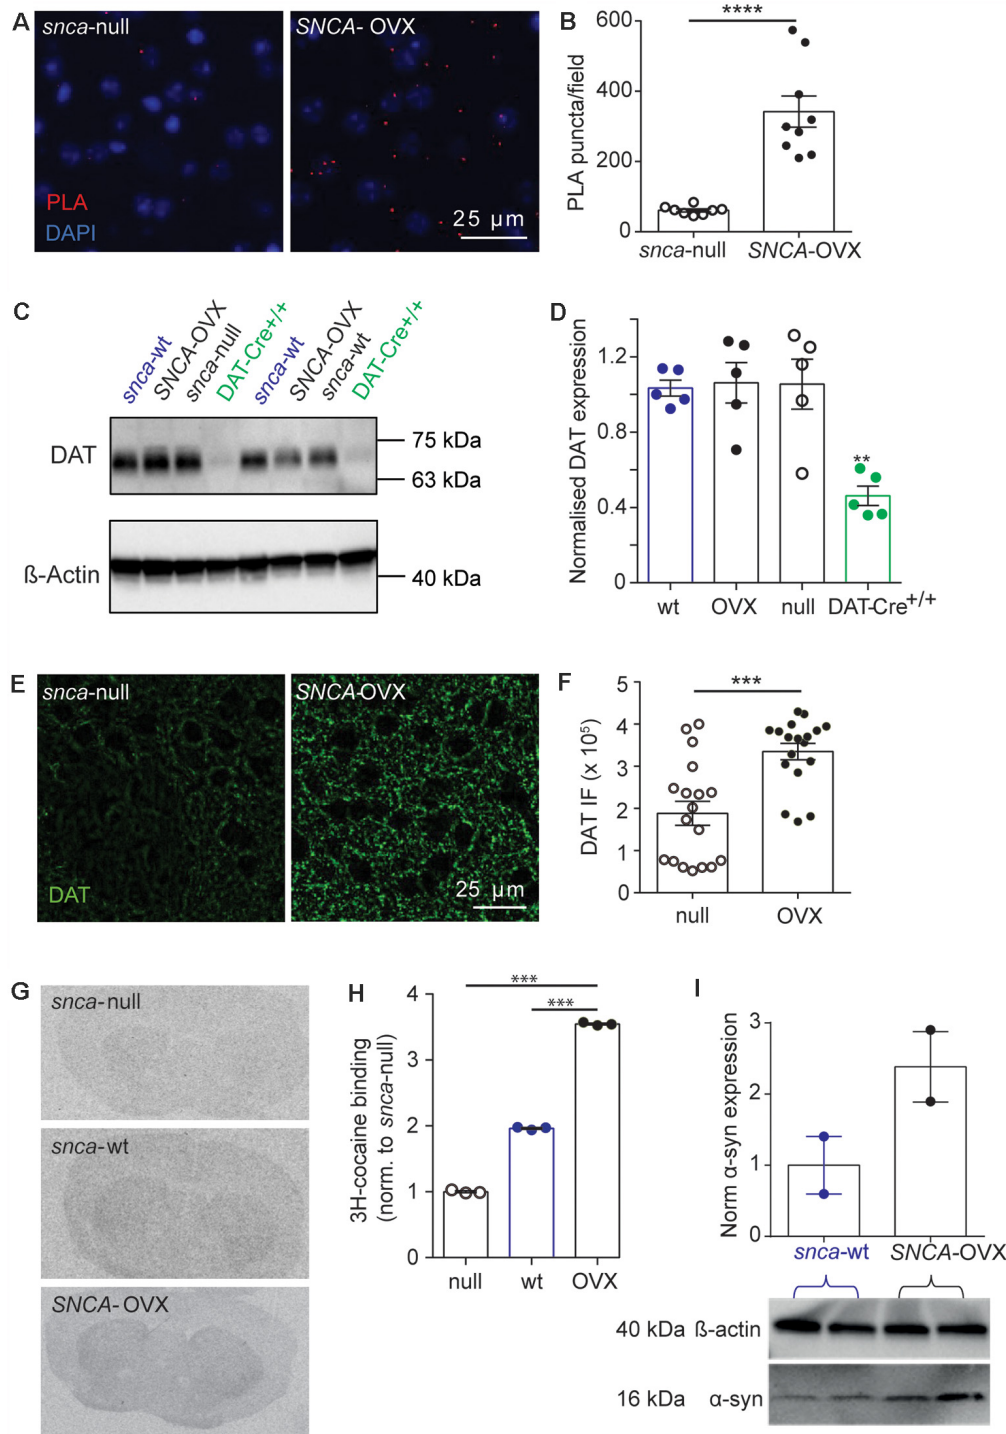 A
snca-null
SNCA- OVX
PLA
DAPI
25 µm
B
****
PLA puncta/field
600
400
200
0
snca-null
SNCA-OVX
C
snca-wt
SNCA-OVX
snca-null
DAT-Cre+/+
snca-wt
SNCA-OVX
snca-wt
DAT-Cre+/+
DAT
75 kDa
63 kDa
ß-Actin
40 kDa
D
Normalised DAT expression
1.2
0.8
0.4
0
**
wt
OVX
null
DAT-Cre+/+
E
snca-null
SNCA-OVX
DAT
25 µm
F
***
DAT IF (x 10⁵)
5
4
3
2
1
0
null
OVX
G
snca-null
snca-wt
SNCA- OVX
H
***
***
3H-cocaine binding
(norm. to snca-null)
4
3
2
1
0
null
wt
OVX
I
Norm α-syn expression
3
2
1
0
snca-wt
SNCA-OVX
40 kDa ß-actin
16 kDa α-syn